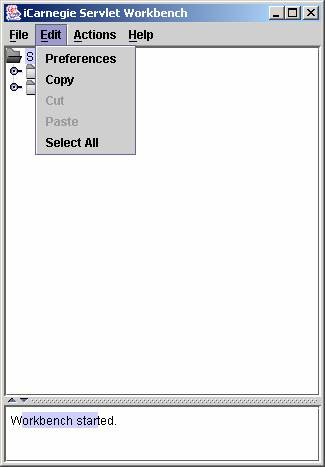 iCarnegie Servlet Workbench
File Edit Actions Help
S
Preferences
Copy
Cut
Paste
Select All
Workbench started.